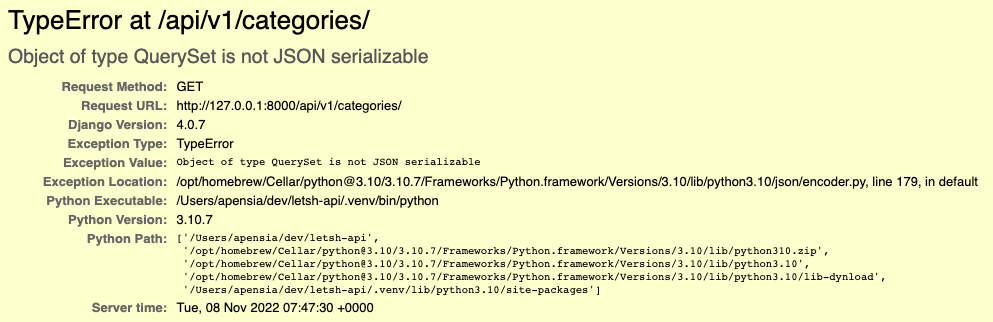 TypeError at /api/v1/categories/
Object of type QuerySet is not JSON serializable
Request Method: GET
Request URL: http://127.0.0.1:8000/api/v1/categories/
Django Version: 4.0.7
Exception Type: TypeError
Exception Value: Object of type QuerySet is not JSON serializable
Exception Location: /opt/homebrew/Cellar/python@3.10/3.10.7/Frameworks/Python.framework/Versions/3.10/lib/python3.10/json/encoder.py, line 179, in default
Python Executable: /Users/apensia/dev/letsh-api/.venv/bin/python
Python Version: 3.10.7
Python Path: ['/Users/apensia/dev/letsh-api',
'/opt/homebrew/Cellar/python@3.10/3.10.7/Frameworks/Python.framework/Versions/3.10/lib/python310.zip',
'/opt/homebrew/Cellar/python@3.10/3.10.7/Frameworks/Python.framework/Versions/3.10/lib/python3.10',
'/opt/homebrew/Cellar/python@3.10/3.10.7/Frameworks/Python.framework/Versions/3.10/lib/python3.10/lib-dynload',
'/Users/apensia/dev/letsh-api/.venv/lib/python3.10/site-packages']
Server time: Tue, 08 Nov 2022 07:47:30 +0000